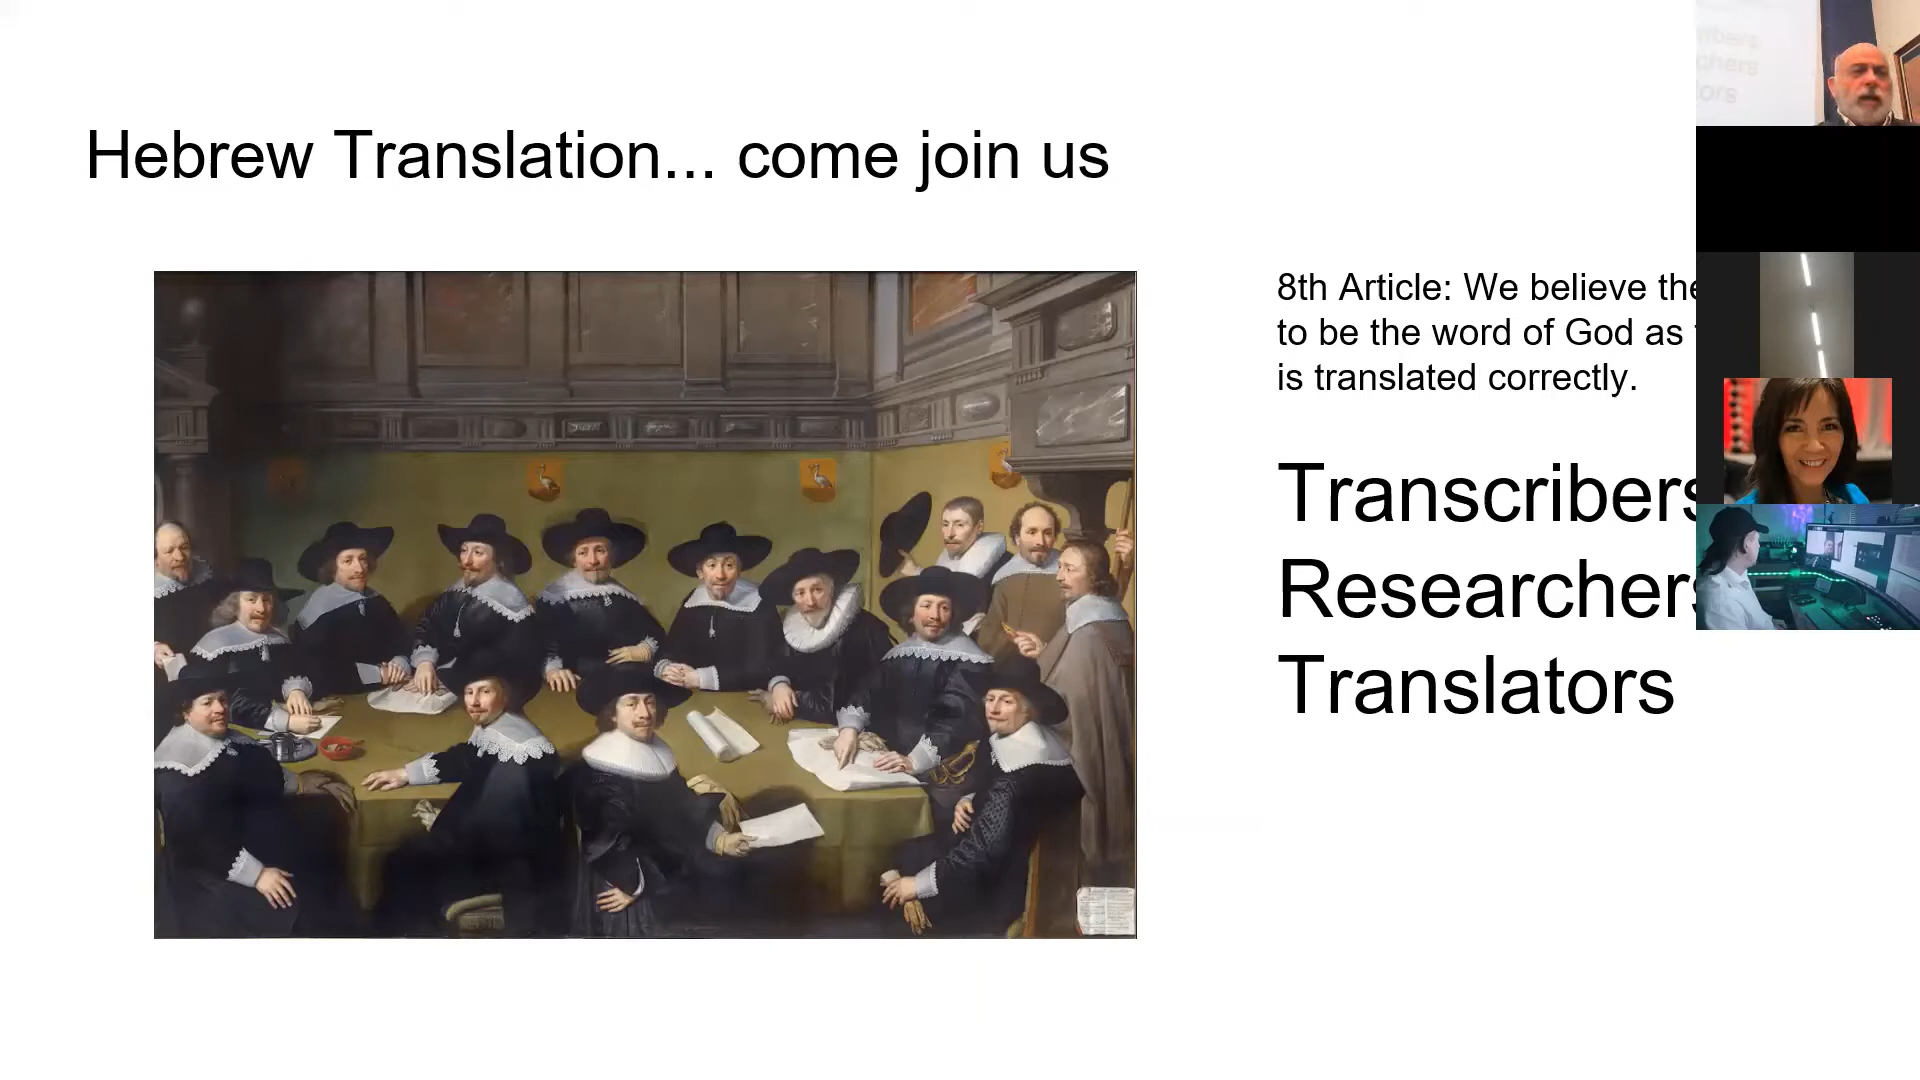 Hebrew Translation... come join us
8th Article: We believe the
to be the word of God as
is translated correctly.
Transcribers
Researchers
Translators